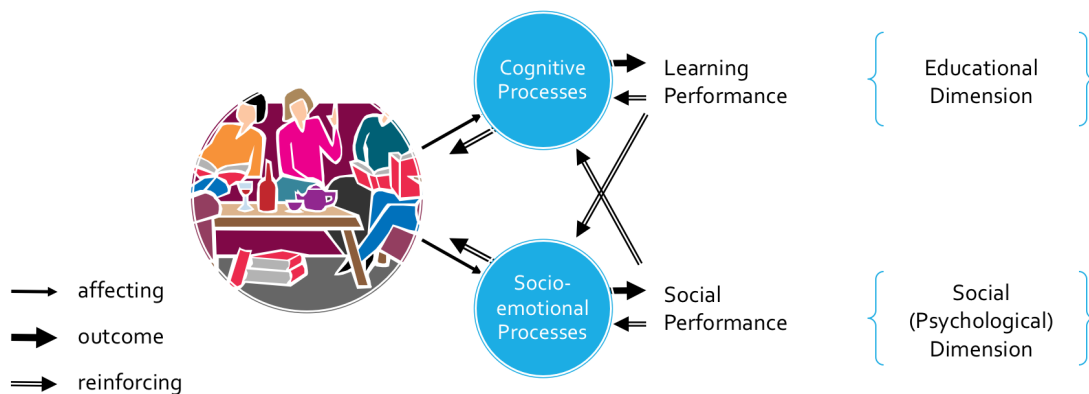 Cognitive
Processes
Learning
Performance
Educational
Dimension
Socio-
emotional
Processes
Social
Performance
Social
(Psychological)
Dimension
affecting
outcome
reinforcing